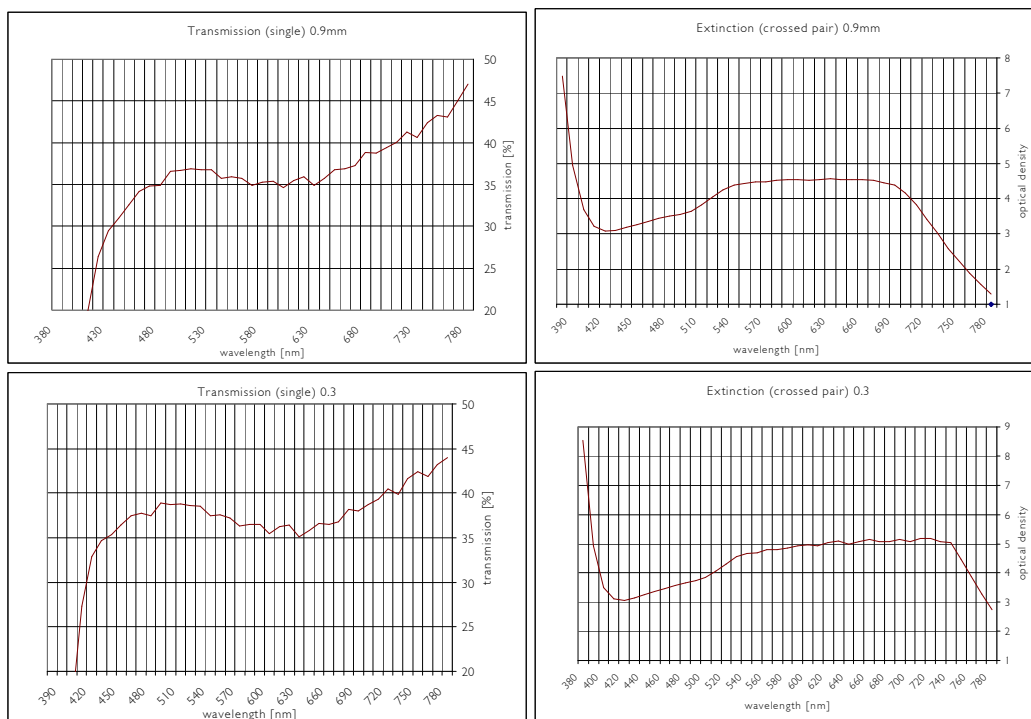 Transmission (single) 0.9mm
50
45
40
35
30
25
20
transmission [%]
380 430 480 530 580 630 680 730 780
wavelength [nm]
Extinction (crossed pair) 0.9mm
8
7
6
5
4
3
2
1
optical density
390 420 450 480 510 540 570 600 630 660 690 720 750 780
wavelength [nm]
Transmission (single) 0.3
50
45
40
35
30
25
20
transmission [%]
390 420 450 480 510 540 570 600 630 660 690 720 750 780
wavelength [nm]
Extinction (crossed pair) 0.3
9
8
7
6
5
4
3
2
1
optical density
380 400 420 440 460 480 500 520 540 560 580 600 620 640 660 680 700 720 740 760 780
wavelength [nm]